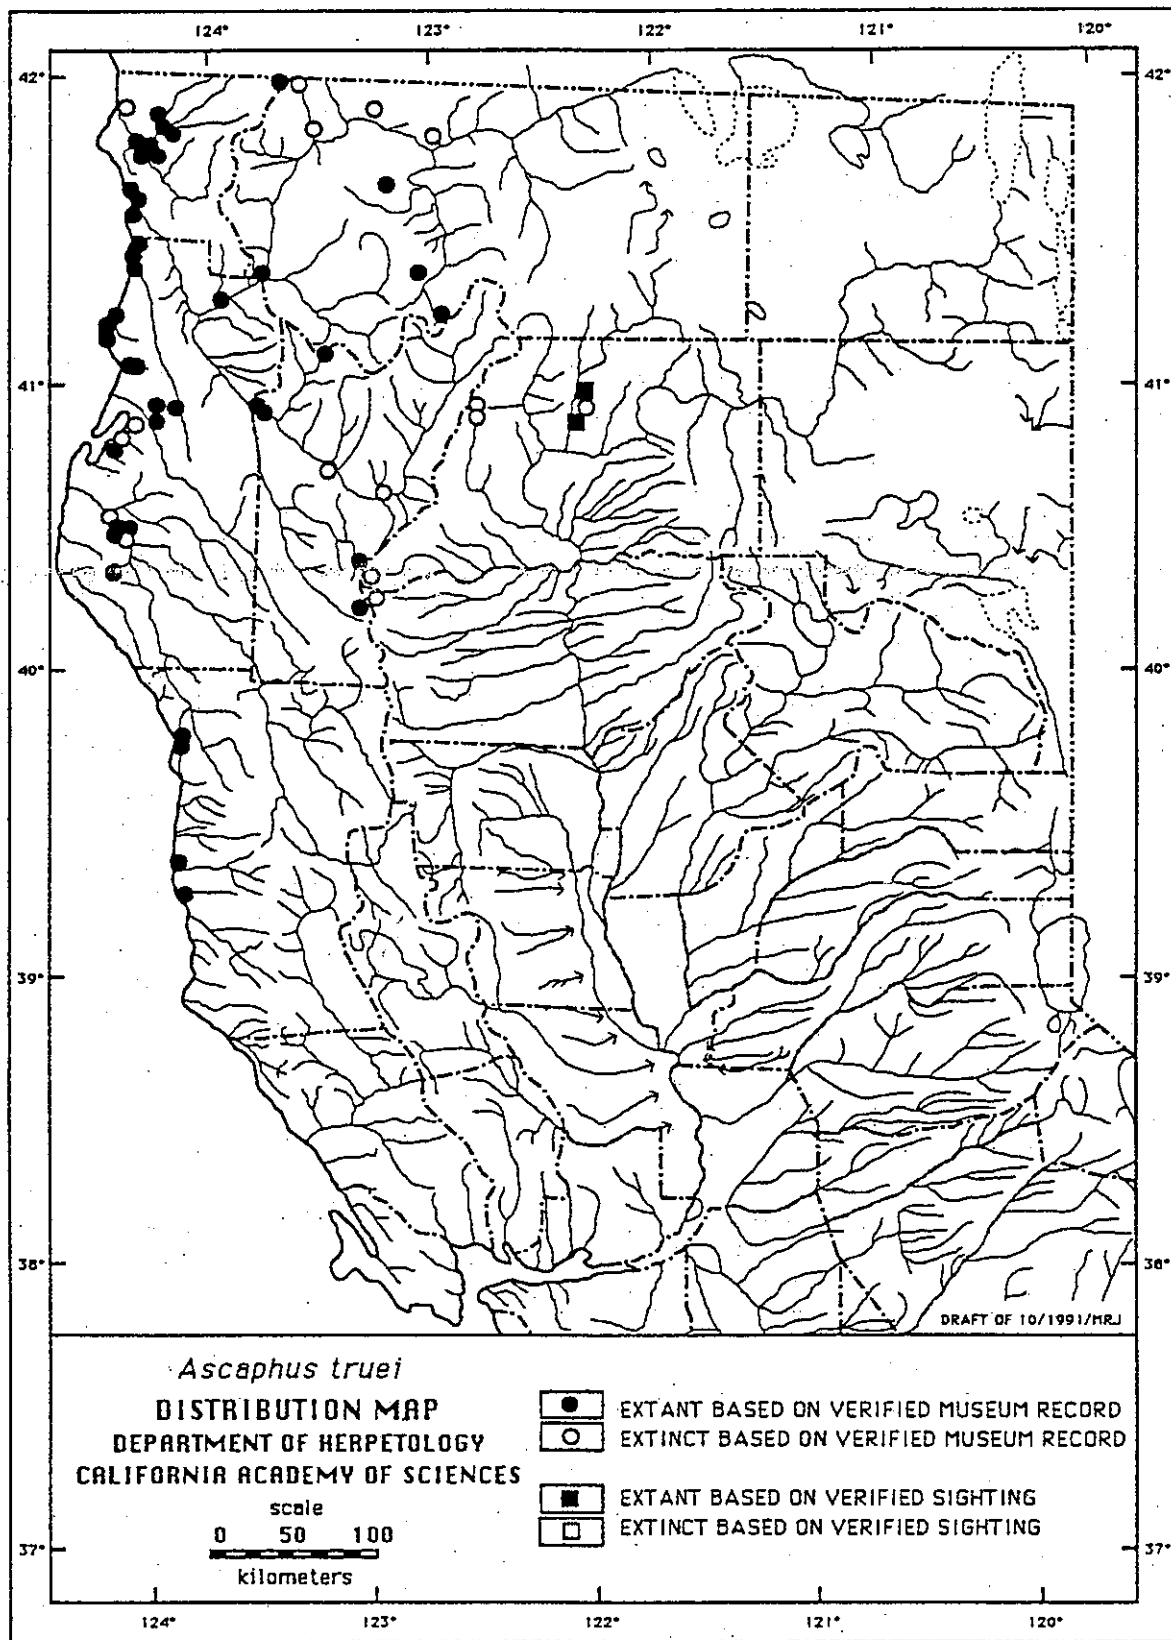 124° 123° 122° 121° 120°
42° 42°
41° 41°
40° 40°
39° 39°
38° 38°
DRAFT OF 10/1991/MRJ
Ascaphus truei
DISTRIBUTION MAP
DEPARTMENT OF HERPETOLOGY
CALIFORNIA ACADEMY OF SCIENCES
scale
0 50 100
kilometers
EXTANT BASED ON VERIFIED MUSEUM RECORD
EXTINCT BASED ON VERIFIED MUSEUM RECORD
EXTANT BASED ON VERIFIED SIGHTING
EXTINCT BASED ON VERIFIED SIGHTING
37° 37°
124° 123° 122° 121° 120°